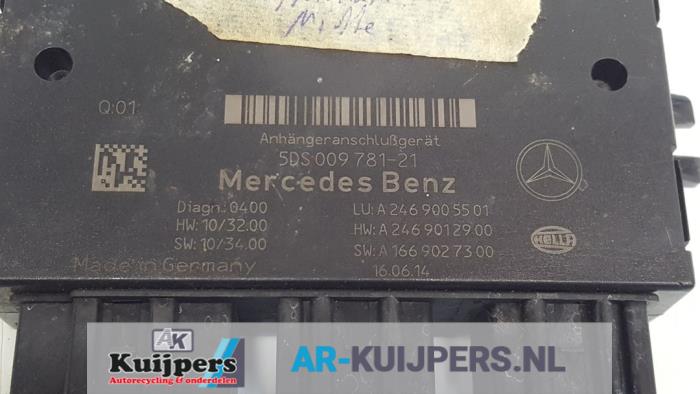 Mitte
Q:01
Anhängeranschlußgerät
5DS 009 781-21
Mercedes Benz
Diagn.:0400
LU: A 246 900 55 01
HW: 10/32.00
HW: A 246 901 29 00
SW: 10/34.00
SW: A 166 902 73 00
Made in Germany
16.06.14
HELLA
AK
Kuijpers
Autorecycling & onderdelen
AR-KUIJPERS.NL